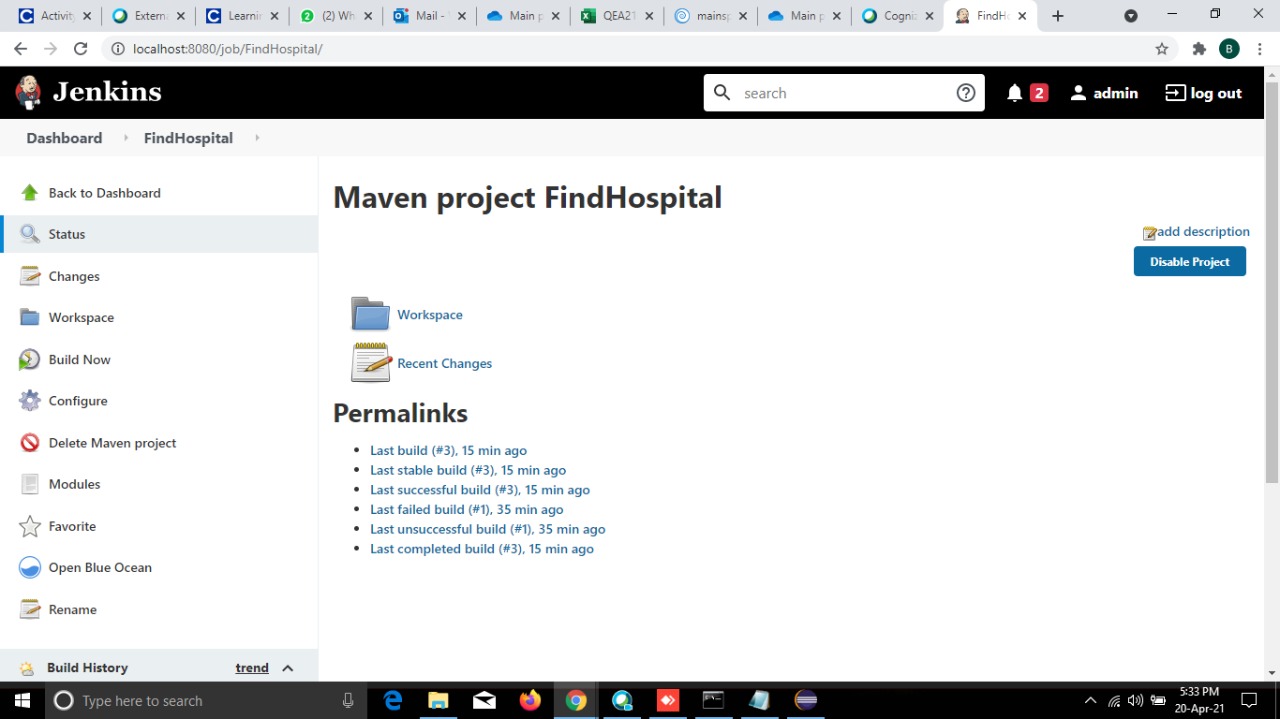 Activity
Externa
Learnin
(2) Wha
Mail -
Main p
QEA21
mainsp
Main p
Cogniz
FindHo
localhost:8080/job/FindHospital/
B
Jenkins
search
2
admin
log out
Dashboard
FindHospital
Back to Dashboard
Status
Changes
Workspace
Build Now
Configure
Delete Maven project
Modules
Favorite
Open Blue Ocean
Rename
Build History
trend
Maven project FindHospital
add description
Disable Project
Workspace
Recent Changes
Permalinks
Last build (#3), 15 min ago
Last stable build (#3), 15 min ago
Last successful build (#3), 15 min ago
Last failed build (#1), 35 min ago
Last unsuccessful build (#1), 35 min ago
Last completed build (#3), 15 min ago
Type here to search
5:33 PM
20-Apr-21